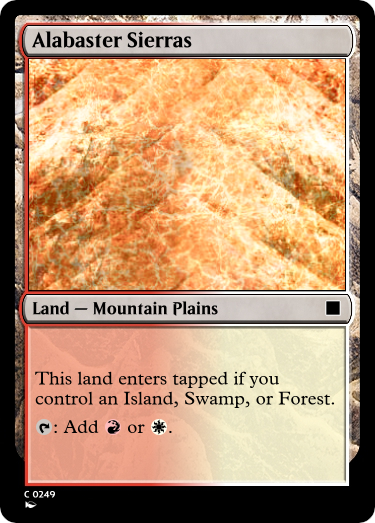 Alabaster Sierras
Land — Mountain Plains
This land enters tapped if you
control an Island, Swamp, or Forest.
: Add or .
C 0249